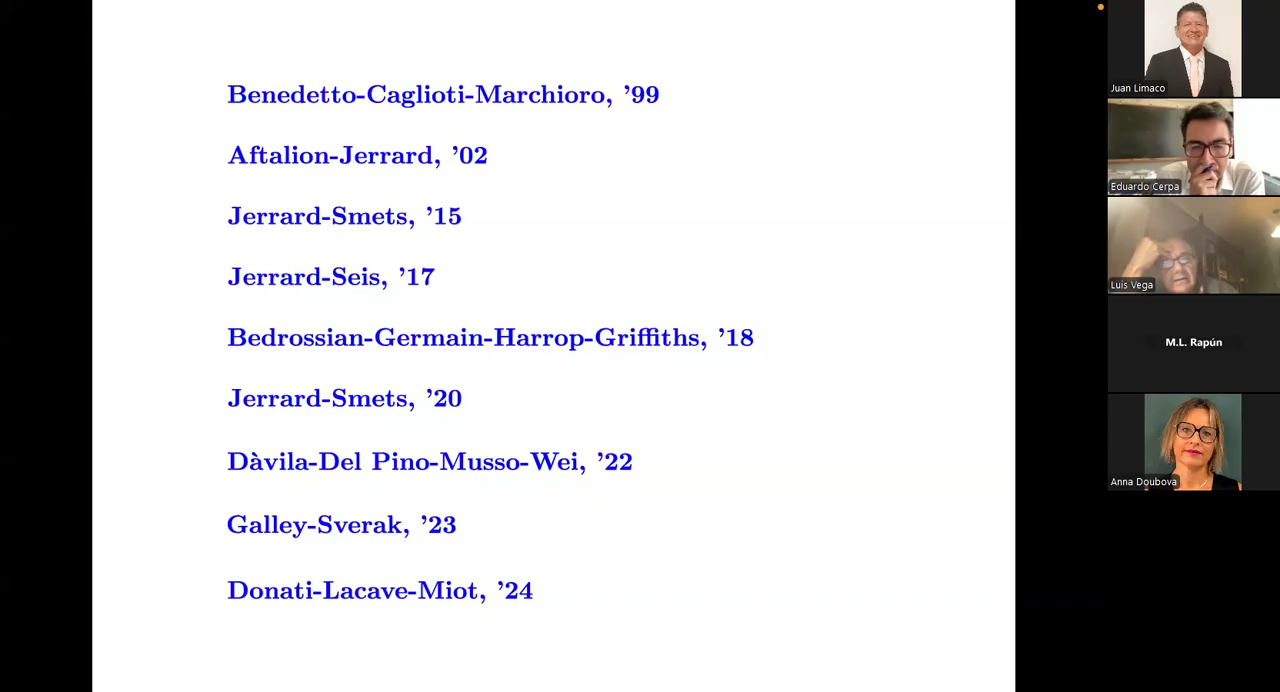 Benedetto-Caglioti-Marchioro, ’99
Aftalion-Jerrard, ’02
Jerrard-Smets, ’15
Jerrard-Seis, ’17
Bedrossian-Germain-Harrop-Griffiths, ’18
Jerrard-Smets, ’20
Dàvila-Del Pino-Musso-Wei, ’22
Galley-Sverak, ’23
Donati-Lacave-Miot, ’24
Juan Limaco
Eduardo Cerpa
Luis Vega
M.L. Rapún
Anna Doubova